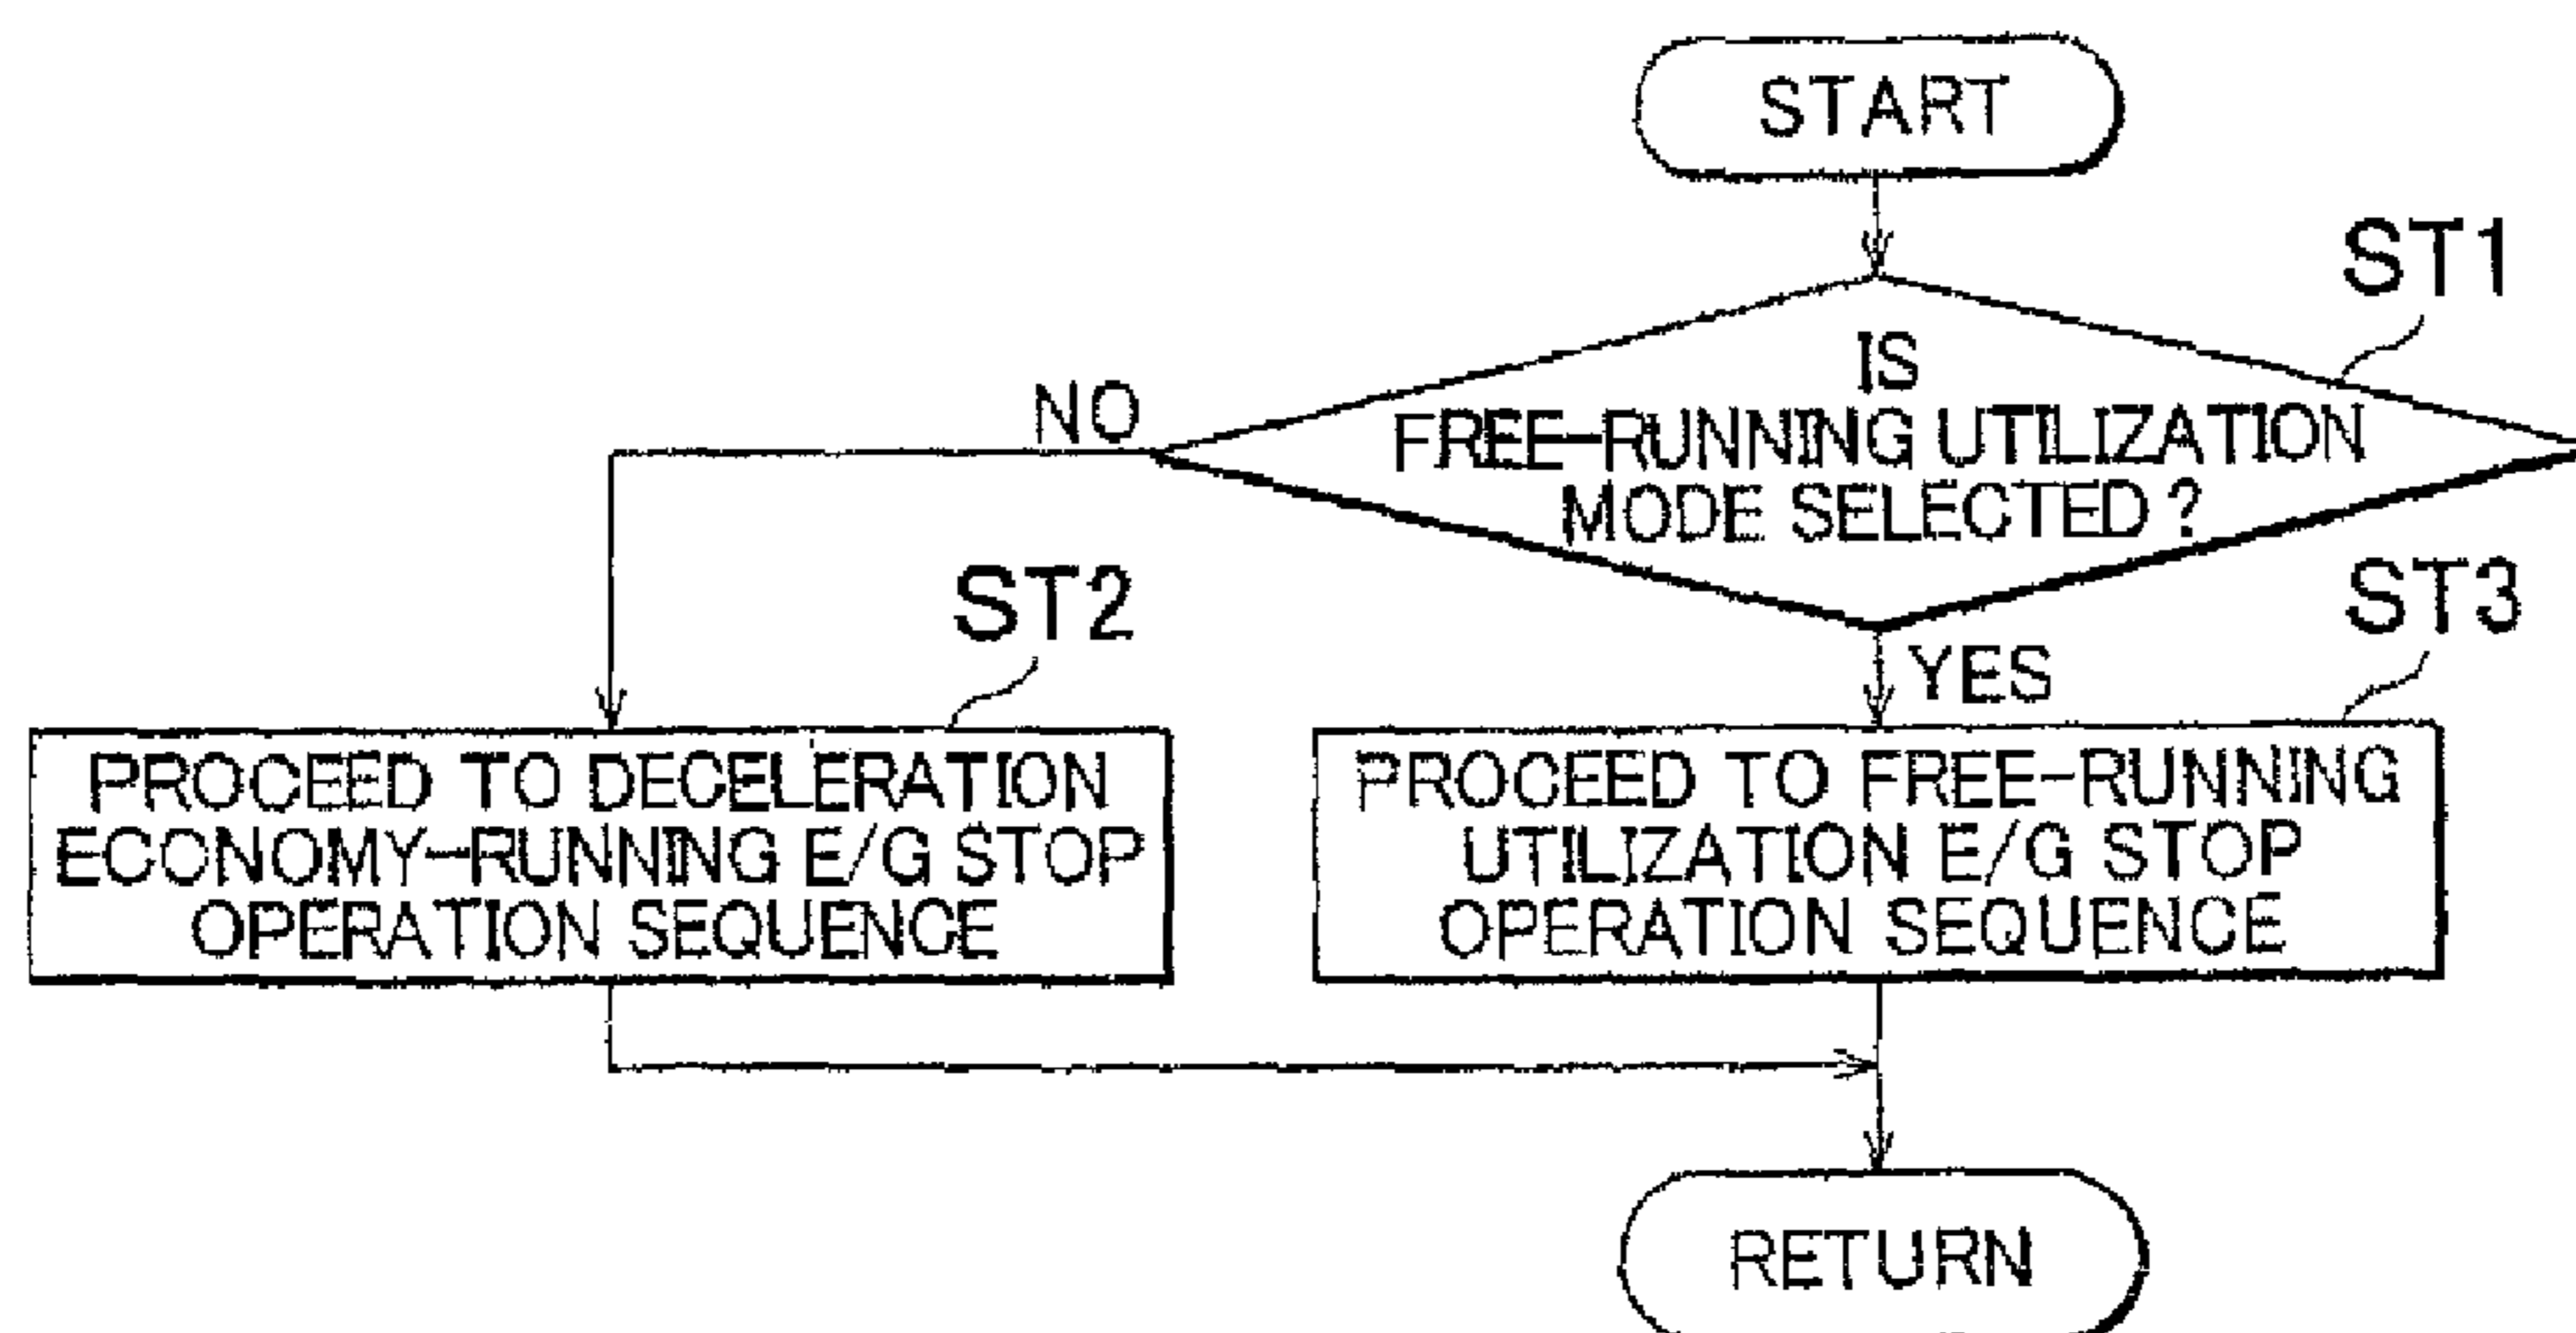 START
ST1
IS
FREE-RUNNING UTILIZATION
MODE SELECTED?
NO
YES
ST2
PROCEED TO DECELERATION
ECONOMY-RUNNING E/G STOP
OPERATION SEQUENCE
ST3
PROCEED TO FREE-RUNNING
UTILIZATION E/G STOP
OPERATION SEQUENCE
RETURN